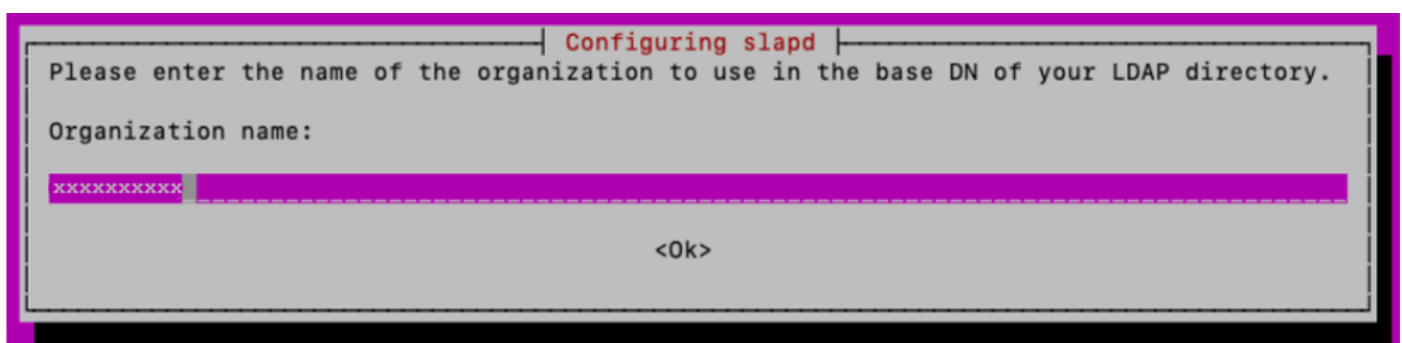 Configuring slapd
Please enter the name of the organization to use in the base DN of your LDAP directory.
Organization name:
xxxxxxxxxx
<Ok>